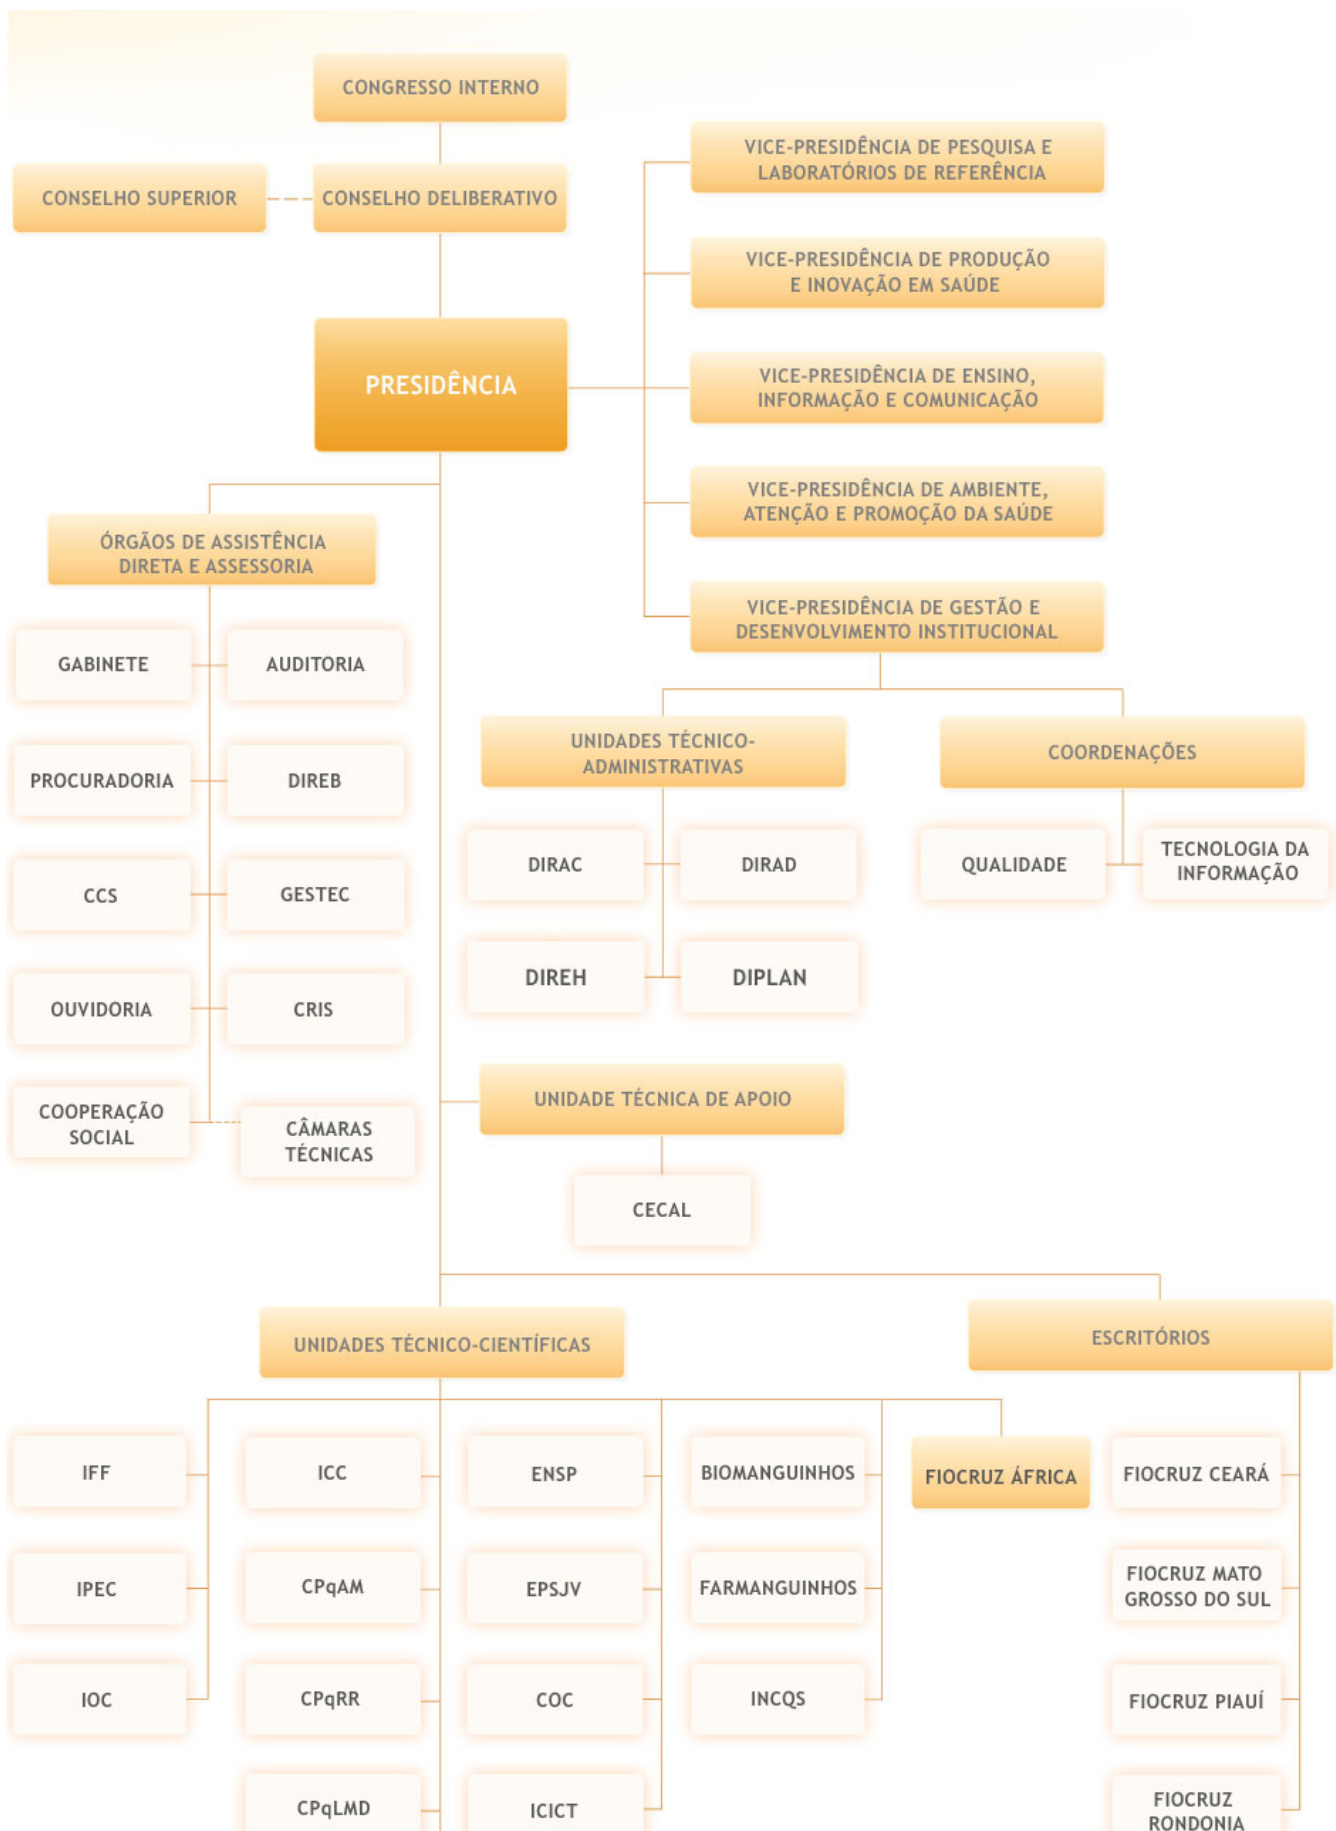 CONGRESSO INTERNO
CONSELHO SUPERIOR
CONSELHO DELIBERATIVO
PRESIDÊNCIA
VICE-PRESIDÊNCIA DE PESQUISA E
LABORATÓRIOS DE REFERÊNCIA
VICE-PRESIDÊNCIA DE PRODUÇÃO
E INOVAÇÃO EM SAÚDE
VICE-PRESIDÊNCIA DE ENSINO,
INFORMAÇÃO E COMUNICAÇÃO
VICE-PRESIDÊNCIA DE AMBIENTE,
ATENÇÃO E PROMOÇÃO DA SAÚDE
VICE-PRESIDÊNCIA DE GESTÃO E
DESENVOLVIMENTO INSTITUCIONAL
ÓRGÃOS DE ASSISTÊNCIA
DIRETA E ASSESSORIA
GABINETE
AUDITORIA
PROCURADORIA
DIREB
CCS
GESTEC
OUVIDORIA
CRIS
COOPERAÇÃO
SOCIAL
CÂMARAS
TÉCNICAS
UNIDADES TÉCNICO-
ADMINISTRATIVAS
DIRAC
DIRAD
DIREH
DIPLAN
COORDENAÇÕES
QUALIDADE
TECNOLOGIA DA
INFORMAÇÃO
UNIDADE TÉCNICA DE APOIO
CECAL
UNIDADES TÉCNICO-CIENTÍFICAS
IFF
IPEC
IOC
ICC
CPqAM
CPqRR
CPqLMD
ENSP
EPSJV
COC
ICICT
BIOMANGUINHOS
FARMANGUINHOS
INCQS
FIOCRUZ ÁFRICA
ESCRITÓRIOS
FIOCRUZ CEARÁ
FIOCRUZ MATO
GROSSO DO SUL
FIOCRUZ PIAUÍ
FIOCRUZ
RONDONIA